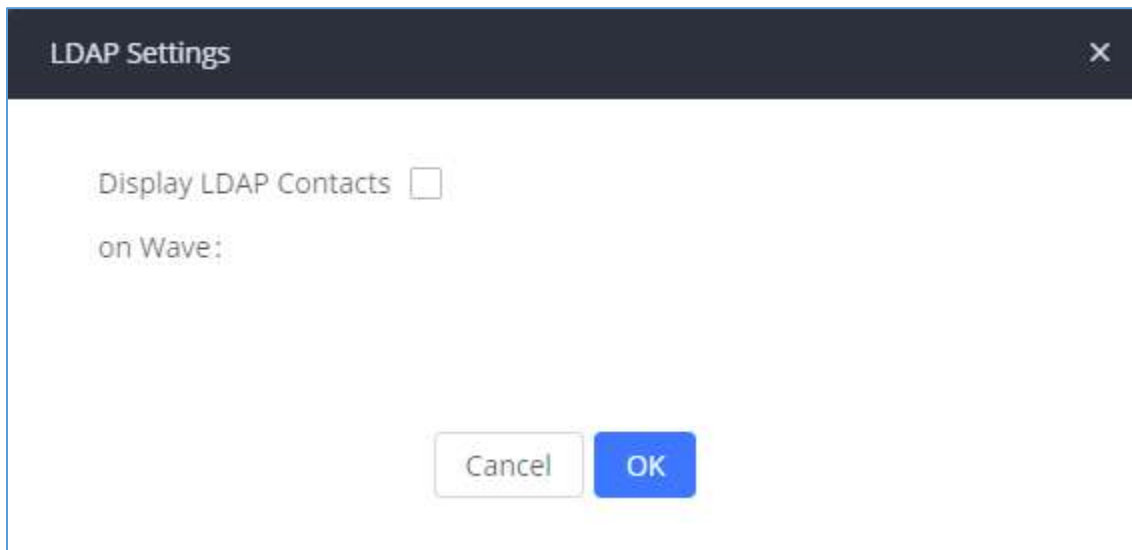 LDAP Settings
Display LDAP Contacts
on Wave:
Cancel
OK